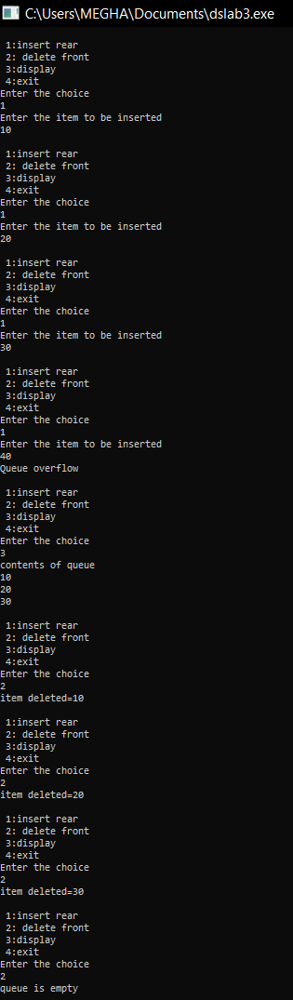 C:\Users\MEGHA\Documents\dslab3.exe
1:insert rear
2: delete front
3:display
4:exit
Enter the choice
1
Enter the item to be inserted
10
1:insert rear
2: delete front
3:display
4:exit
Enter the choice
1
Enter the item to be inserted
20
1:insert rear
2: delete front
3:display
4:exit
Enter the choice
1
Enter the item to be inserted
30
1:insert rear
2: delete front
3:display
4:exit
Enter the choice
1
Enter the item to be inserted
40
Queue overflow
1:insert rear
2: delete front
3:display
4:exit
Enter the choice
3
contents of queue
10
20
30
1:insert rear
2: delete front
3:display
4:exit
Enter the choice
2
item deleted=10
1:insert rear
2: delete front
3:display
4:exit
Enter the choice
2
item deleted=20
1:insert rear
2: delete front
3:display
4:exit
Enter the choice
2
item deleted=30
1:insert rear
2: delete front
3:display
4:exit
Enter the choice
2
queue is empty